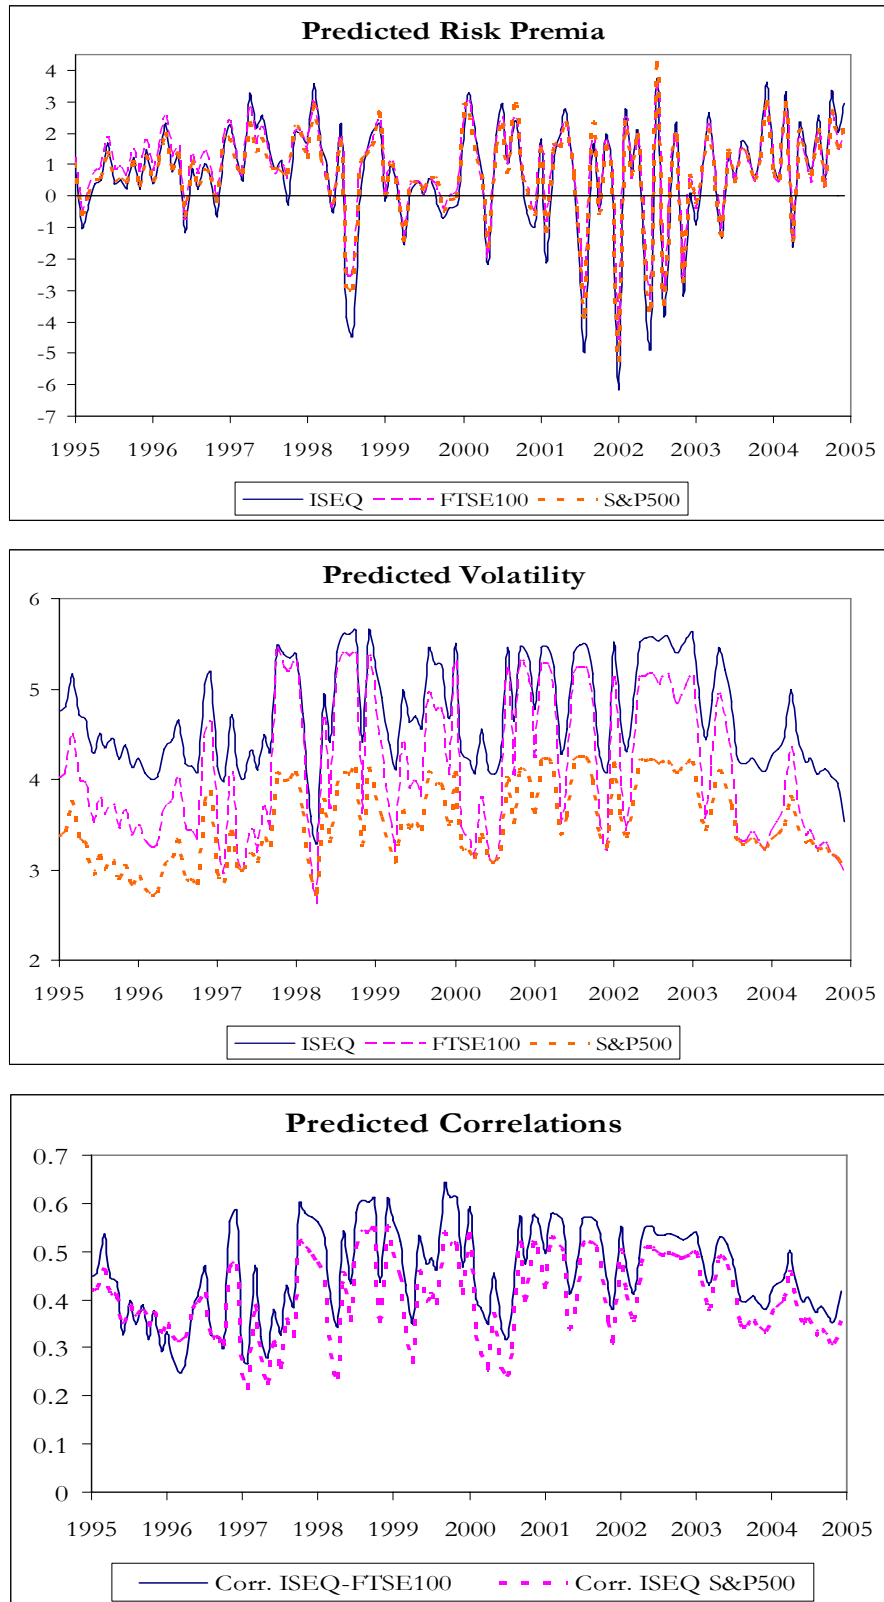 Predicted Risk Premia
4
3
2
1
0
-1
-2
-3
-4
-5
-6
-7
1995 1996 1997 1998 1999 2000 2001 2002 2003 2004 2005
ISEQ FTSE100 S&P500
Predicted Volatility
6
5
4
3
2
1995 1996 1997 1998 1999 2000 2001 2002 2003 2004 2005
ISEQ FTSE100 S&P500
Predicted Correlations
0.7
0.6
0.5
0.4
0.3
0.2
0.1
0
1995 1996 1997 1998 1999 2000 2001 2002 2003 2004 2005
Corr. ISEQ-FTSE100 Corr. ISEQ S&P500